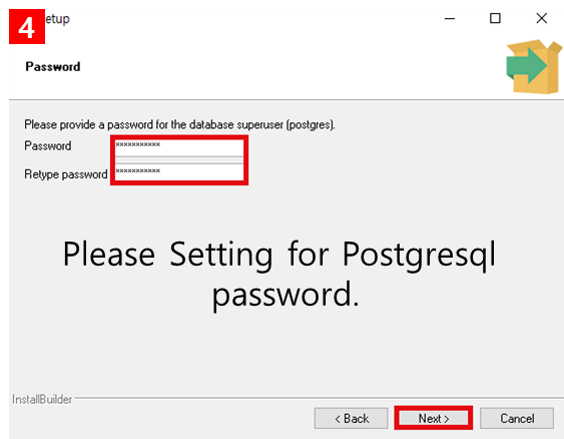 4
etup
Password
Please provide a password for the database superuser (postgres).
Password ***********
Retype password ***********
Please Setting for Postgresql
password.
InstallBuilder
< Back Next > Cancel